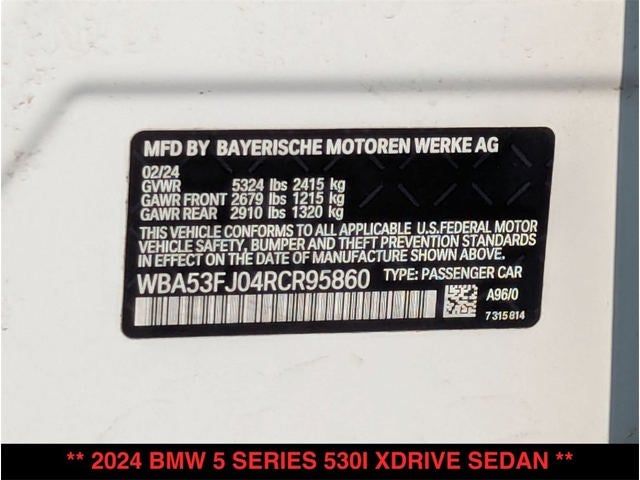 MFD BY BAYERISCHE MOTOREN WERKE AG
02/24
GVWR 5324 lbs 2415 kg
GAWR FRONT 2679 lbs 1215 kg
GAWR REAR 2910 lbs 1320 kg
THIS VEHICLE CONFORMS TO ALL APPLICABLE U.S.FEDERAL MOTOR
VEHICLE SAFETY, BUMPER AND THEFT PREVENTION STANDARDS
IN EFFECT ON THE DATE OF MANUFACTURE SHOWN ABOVE.
WBA53FJ04RCR95860 TYPE: PASSENGER CAR
A96/0
7315814
** 2024 BMW 5 SERIES 530I XDRIVE SEDAN **